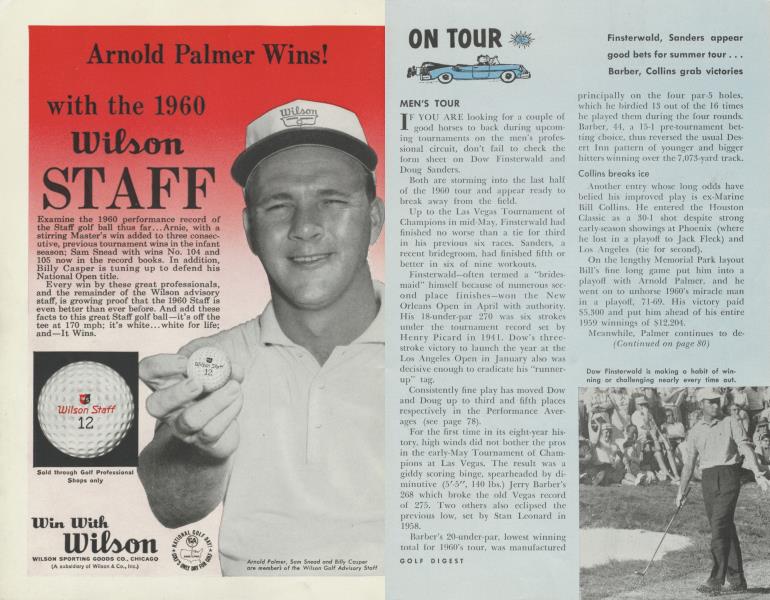 Arnold Palmer Wins!
with the 1960
Wilson
STAFF
Examine the 1960 performance record of
the Staff golf ball thus far...Arnie, with a
stirring Master's win added to three consec-
utive, previous tournament wins in the infant
season; Sam Snead with wins No. 104 and
105 now in the record books. In addition,
Billy Casper is tuning up to defend his
National Open title.
Every win by these great professionals,
and the remainder of the Wilson advisory
staff, is growing proof that the 1960 Staff is
even better than ever before. And add these
facts to this great Staff golf ball—it's off the
tee at 170 mph; it's white...white for life;
and—It Wins.
Wilson
Wilson Staff
12
Wilson Staff
12
Sold through Golf Professional
Shops only
Win With
Wilson
WILSON SPORTING GOODS CO., CHICAGO
(A subsidiary of Wilson & Co., Inc.)
NATIONAL GOLF DAY
Arnold Palmer, Sam Snead and Billy Casper
are members of the Wilson Golf Advisory Staff
ON TOUR
Finsterwald, Sanders appear
good bets for summer tour . . .
Barber, Collins grab victories
MEN'S TOUR
IF YOU ARE looking for a couple of
good horses to back during upcom-
ing tournaments on the men's profes-
sional circuit, don't fail to check the
form sheet on Dow Finsterwald and
Doug Sanders.
Both are storming into the last half
of the 1960 tour and appear ready to
break away from the field.
Up to the Las Vegas Tournament of
Champions in mid-May, Finsterwald had
finished no worse than a tie for third
in his previous six races. Sanders, a
recent bridegroom, had finished fifth or
better in six of nine workouts.
Finsterwald—often termed a "brides-
maid" himself because of numerous sec-
ond place finishes—won the New
Orleans Open in April with authority.
His 18-under-par 270 was six strokes
under the tournament record set by
Henry Picard in 1941. Dow's three-
stroke victory to launch the year at the
Los Angeles Open in January also was
decisive enough to eradicate his "runner-
up" tag.
Consistently fine play has moved Dow
and Doug up to third and fifth places
respectively in the Performance Aver-
ages (see page 78).
For the first time in its eight-year his-
tory, high winds did not bother the pros
in the early-May Tournament of Cham-
pions at Las Vegas. The result was a
giddy scoring binge, spearheaded by di-
minutive (5'-5", 140 lbs.) Jerry Barber's
268 which broke the old Vegas record
of 275. Two others also eclipsed the
previous low, set by Stan Leonard in
1958.
Barber's 20-under-par, lowest winning
total for 1960's tour, was manufactured
GOLF DIGEST
principally on the four par-5 holes,
which he birdied 13 out of the 16 times
he played them during the four rounds.
Barber, 44, a 15-1 pre-tournament bet-
ting choice, thus reversed the usual Des-
ert Inn pattern of younger and bigger
hitters winning over the 7,073-yard track.
Collins breaks ice
Another entry whose long odds have
belied his improved play is ex-Marine
Bill Collins. He entered the Houston
Classic as a 30-1 shot despite strong
early-season showings at Phoenix (where
he lost in a playoff to Jack Fleck) and
Los Angeles (tie for second).
On the lengthy Memorial Park layout
Bill's fine long game put him into a
playoff with Arnold Palmer, and he
went on to unhorse 1960's miracle man
in a playoff, 71-69. His victory paid
$5,300 and put him ahead of his entire
1959 winnings of $12,204.
Meanwhile, Palmer continues to de-
(Continued on page 80)
Dow Finsterwald is making a habit of win-
ning or challenging nearly every time out.